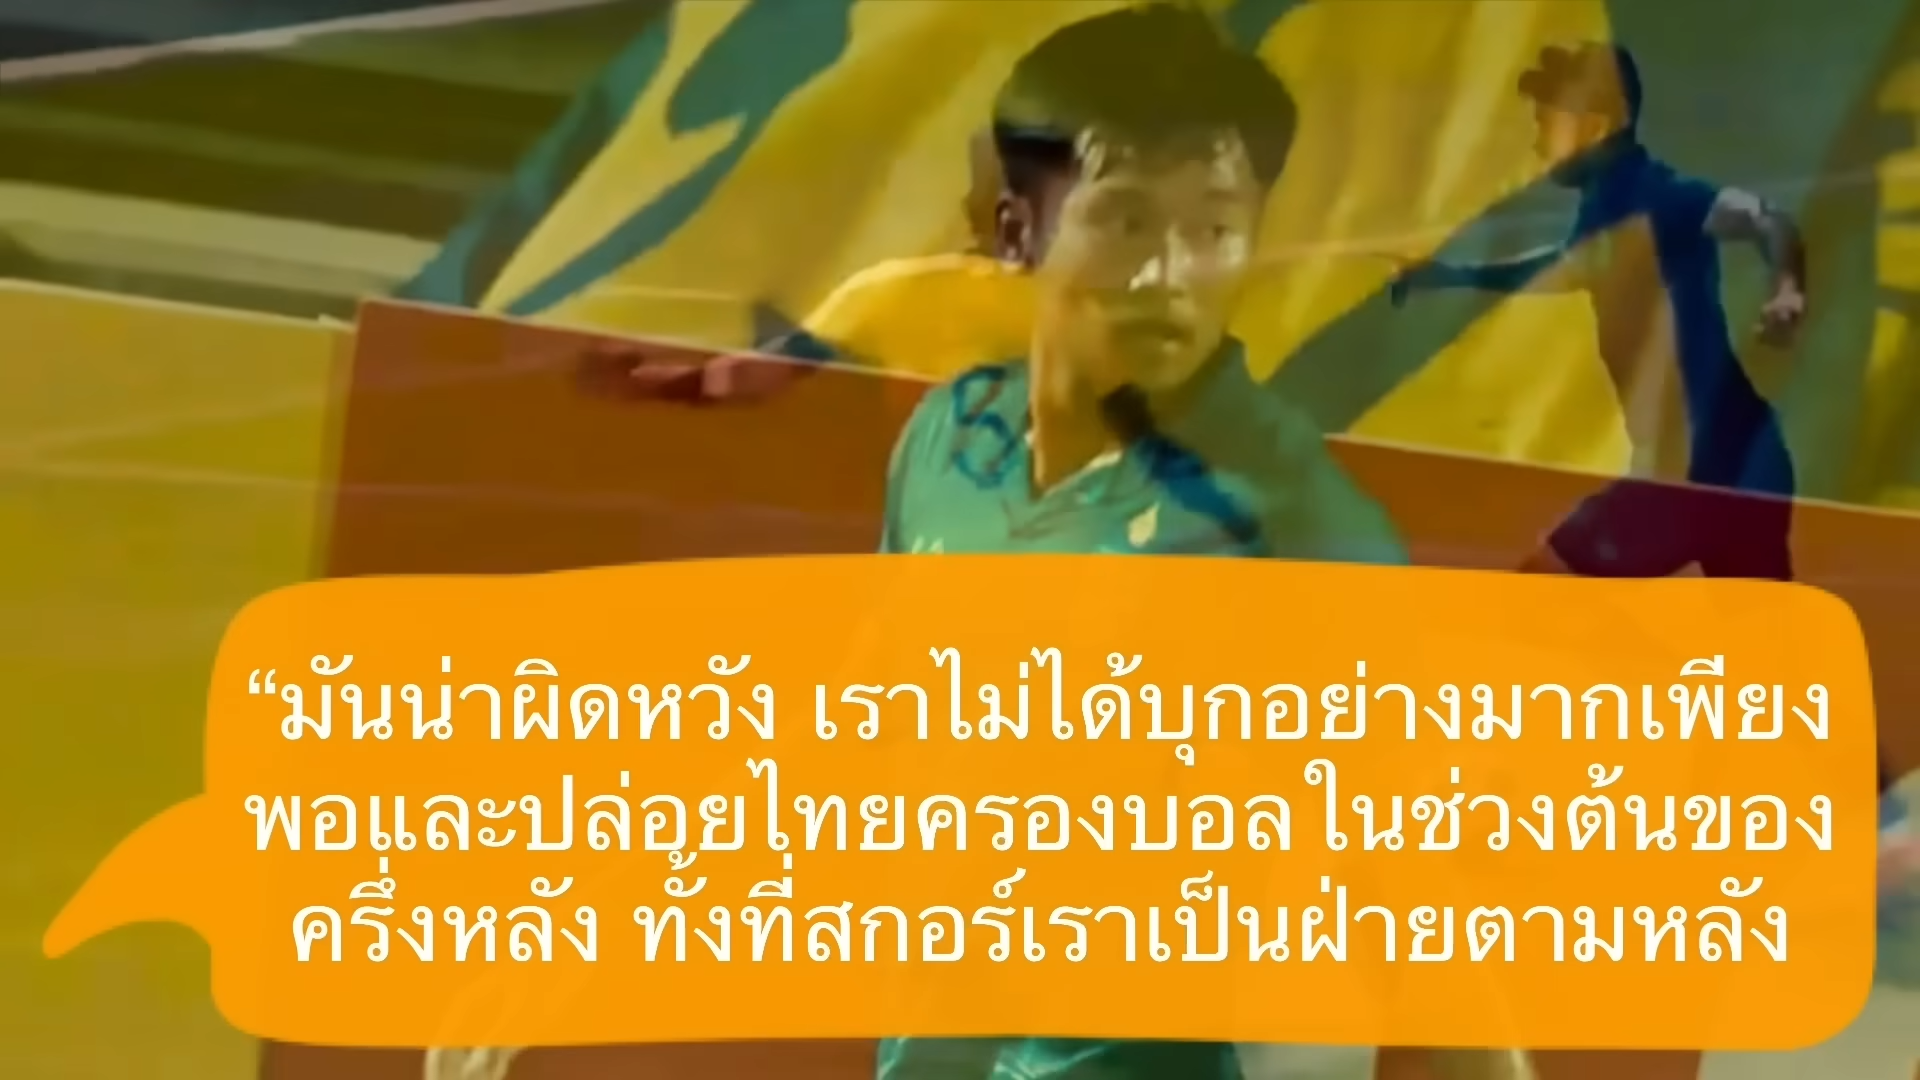 “มันน่าผิดหวัง เราไม่ได้บุกอย่างมากเพียง
พอและปล่อยไทยครองบอลในช่วงต้นของ
ครึ่งหลัง ทั้งที่สกอร์เราเป็นฝ่ายตามหลัง